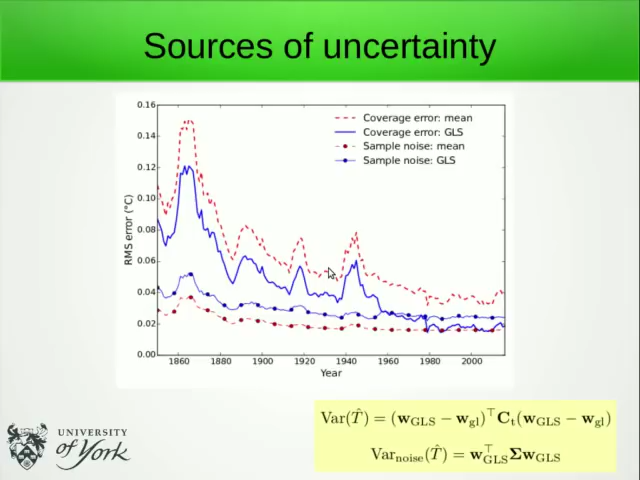 Sources of uncertainty
0.16
0.14
0.12
0.10
0.08
0.06
0.04
0.02
0.00
RMS error (°C)
Coverage error: mean
Coverage error: GLS
Sample noise: mean
Sample noise: GLS
1860 1880 1900 1920 1940 1960 1980 2000
Year
Var(T̂) = (w_GLS − w_gl)^⊤ C_t (w_GLS − w_gl)
Var_noise(T̂) = w_GLS^⊤ Σ w_GLS
UNIVERSITY
of York